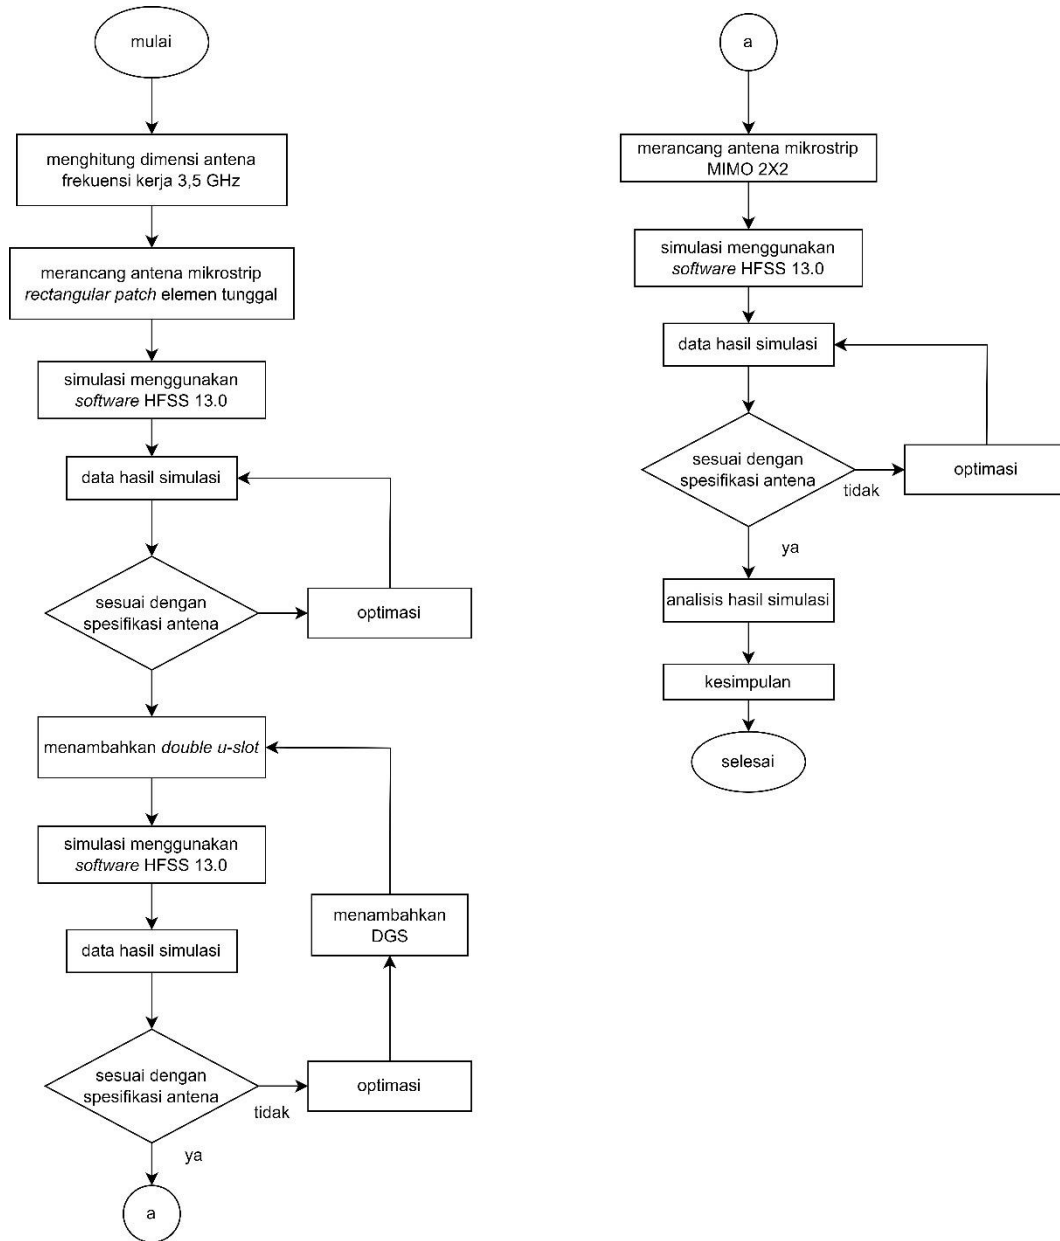 mulai
menghitung dimensi antena
frekuensi kerja 3,5 GHz
merancang antena mikrostrip
rectangular patch elemen tunggal
simulasi menggunakan
software HFSS 13.0
data hasil simulasi
sesuai dengan
spesifikasi antena
optimasi
menambahkan double u-slot
simulasi menggunakan
software HFSS 13.0
menambahkan
DGS
data hasil simulasi
sesuai dengan
spesifikasi antena
tidak
optimasi
ya
a
a
merancang antena mikrostrip
MIMO 2X2
simulasi menggunakan
software HFSS 13.0
data hasil simulasi
sesuai dengan
spesifikasi antena
tidak
optimasi
ya
analisis hasil simulasi
kesimpulan
selesai